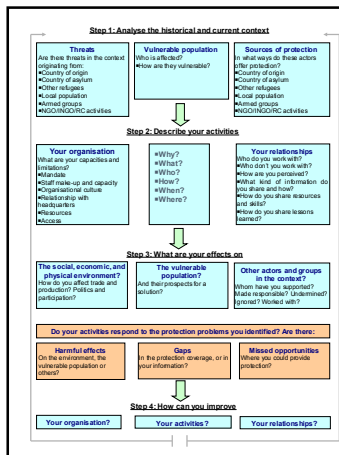 Step 1: Analyse the historical and current context
Threats
Are there threats in the context
originating from:
▪Country of origin
▪Country of asylum
▪Other refugees
▪Local population
▪Armed groups
▪NGO/INGO/RC activities
Vulnerable population
Who is affected?
▪How are they vulnerable?
Sources of protection
In what ways do these actors
offer protection?
▪Country of origin
▪Country of asylum
▪Other refugees
▪Local population
▪Armed groups
▪NGO/INGO/RC activities
Step 2: Describe your activities
Your organisation
What are your capacities and
limitations?
▪Mandate
▪Staff make-up and capacity
▪Organisational culture
▪Relationship with
headquarters
▪Resources
▪Access
▪Why?
▪What?
▪Who?
▪How?
▪When?
▪Where?
Your relationships
Who do you work with?
▪Who don't you work with?
▪How are you perceived?
▪What kind of information do
you share and how?
▪How do you share resources
and skills?
▪How do you share lessons
learned?
Step 3: What are your effects on
The social, economic, and
physical environment?
How do you affect trade and
production? Politics and
participation?
The vulnerable population?
And their prospects for a
solution?
Other actors and groups
in the context?
Whom have you supported?
Made responsible? Undermined?
Ignored? Worked with?
Do your activities respond to the protection problems you identified? Are there:
Harmful effects
On the environment, the
vulnerable population or
others?
Gaps
In the protection coverage, or in
your information?
Missed opportunities
Where you could provide
protection?
Step 4: How can you improve
Your organisation?
Your activities?
Your relationships?